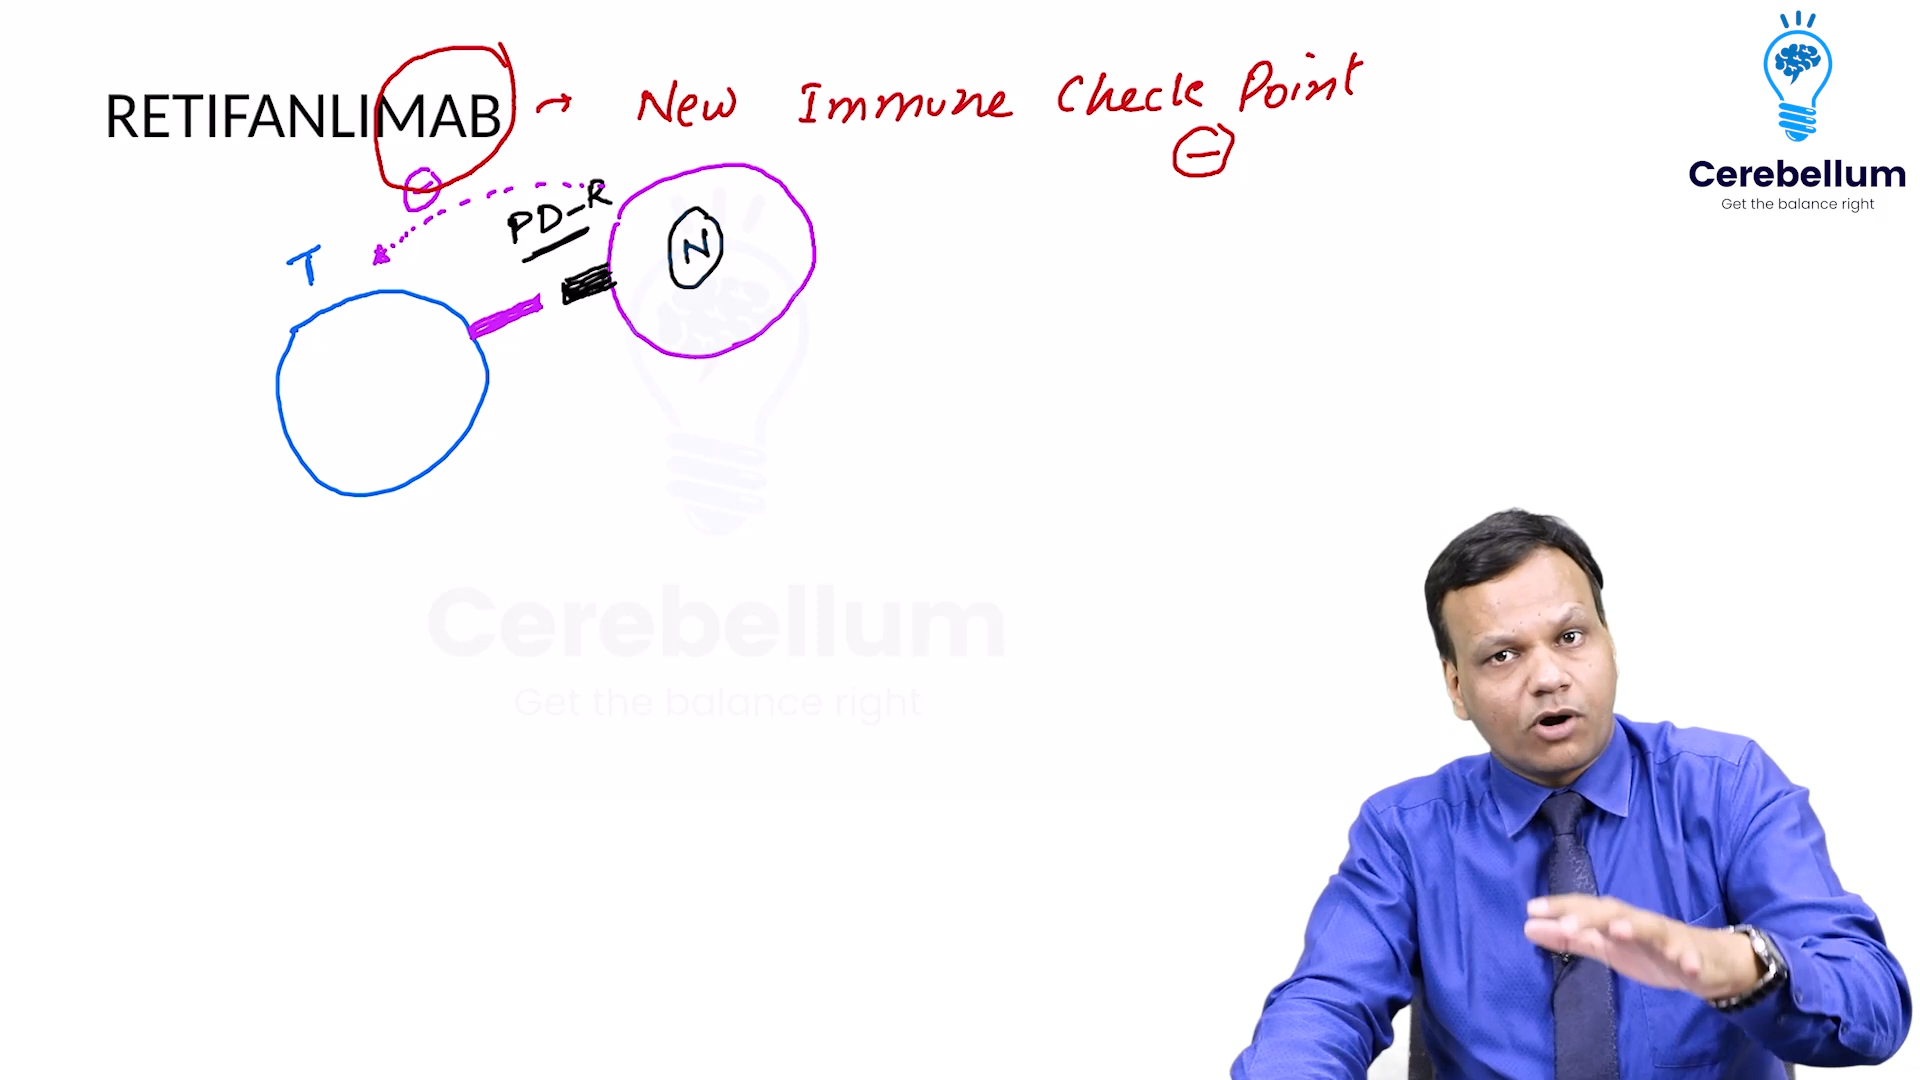 RETIFANLIMAB → New Immune Check Point
PD-R
N
T
Cerebellum
Get the balance right
Cerebellum
Get the balance right